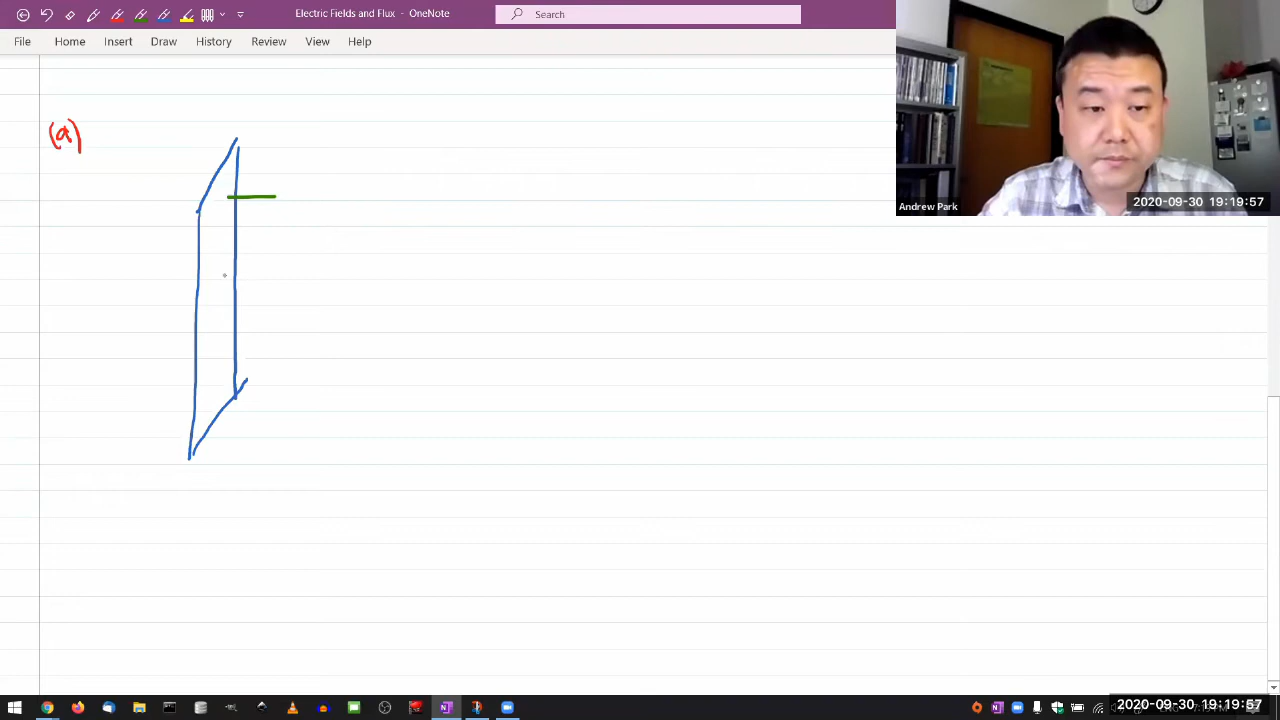 Electric Fields and Flux - OneNote
Search
File Home Insert Draw History Review View Help
(a)
Andrew Park
2020-09-30 19:19:57
2020-09-30 19:19:57